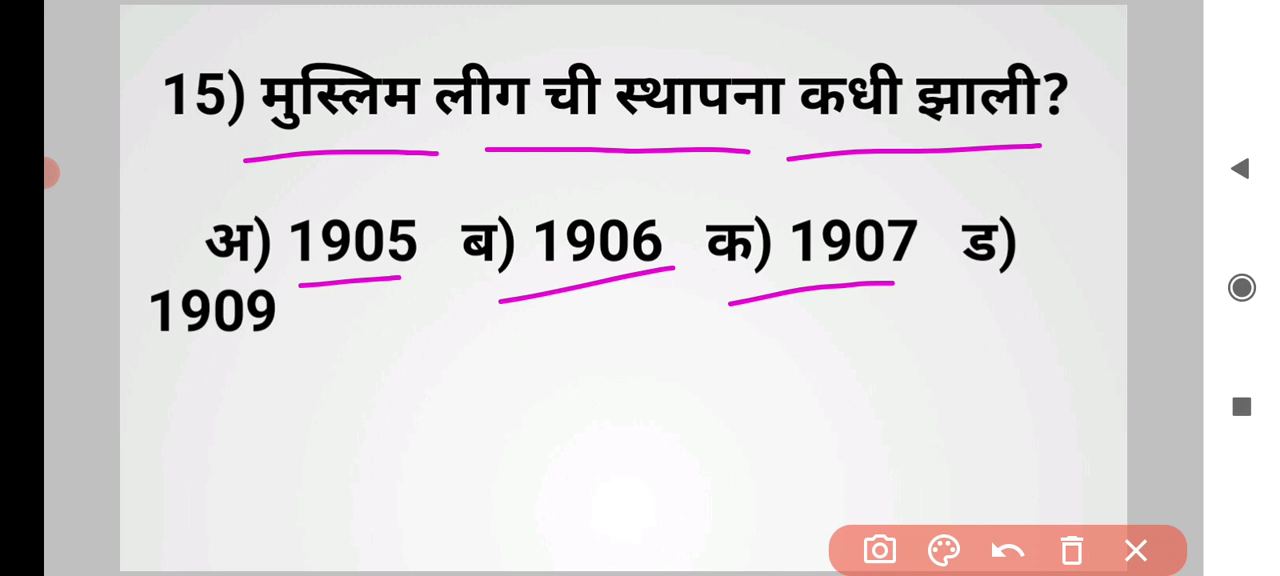 15) मुस्लिम लीग ची स्थापना कधी झाली?
अ) 1905 ब) 1906 क) 1907 ड)
1909